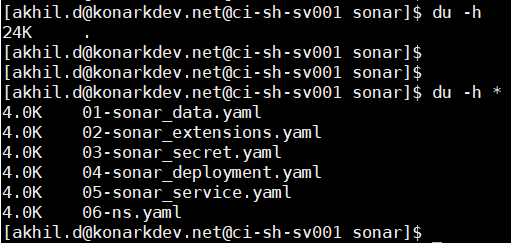 [akhil.d@konarkdev.net@ci-sh-sv001 sonar]$ du -h
24K .
[akhil.d@konarkdev.net@ci-sh-sv001 sonar]$
[akhil.d@konarkdev.net@ci-sh-sv001 sonar]$
[akhil.d@konarkdev.net@ci-sh-sv001 sonar]$ du -h *
4.0K 01-sonar_data.yaml
4.0K 02-sonar_extensions.yaml
4.0K 03-sonar_secret.yaml
4.0K 04-sonar_deployment.yaml
4.0K 05-sonar_service.yaml
4.0K 06-ns.yaml
[akhil.d@konarkdev.net@ci-sh-sv001 sonar]$